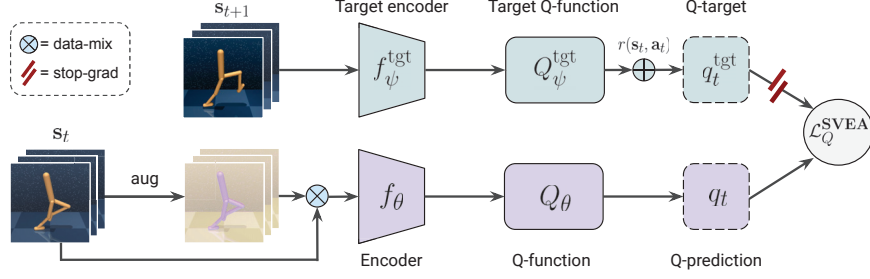 ⊗ = data-mix
= stop-grad
s_{t+1}
Target encoder
Target Q-function
Q-target
f_ψ^{tgt}
Q_ψ^{tgt}
r(s_t, a_t)
q_t^{tgt}
L_Q^{SVEA}
s_t
aug
f_θ
Q_θ
q_t
Encoder
Q-function
Q-prediction